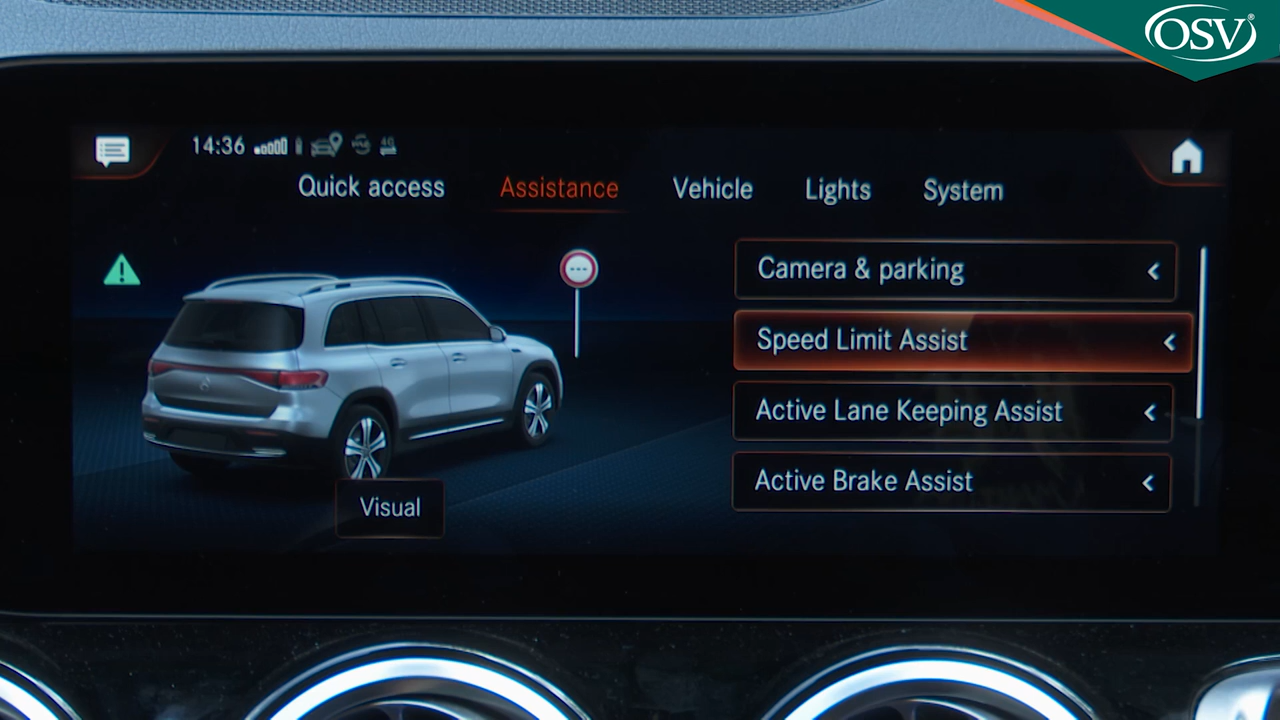 OSV
14:36
4G
Quick access
Assistance
Vehicle
Lights
System
Camera & parking
Speed Limit Assist
Active Lane Keeping Assist
Active Brake Assist
Visual